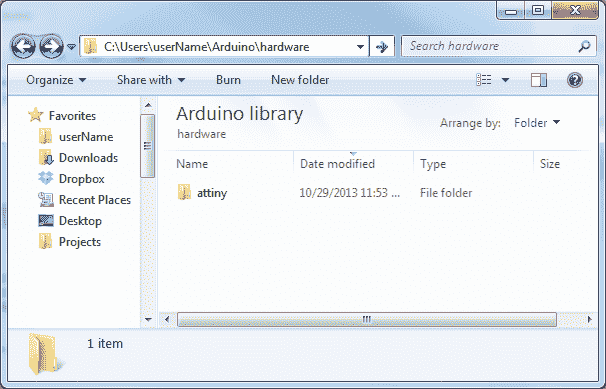 C:\Users\userName\Arduino\hardware
Search hardware
Organize Share with Burn New folder
Favorites
userName
Downloads
Dropbox
Recent Places
Desktop
Projects
Arduino library
hardware
Arrange by: Folder
Name Date modified Type Size
attiny 10/29/2013 11:53 ... File folder
1 item